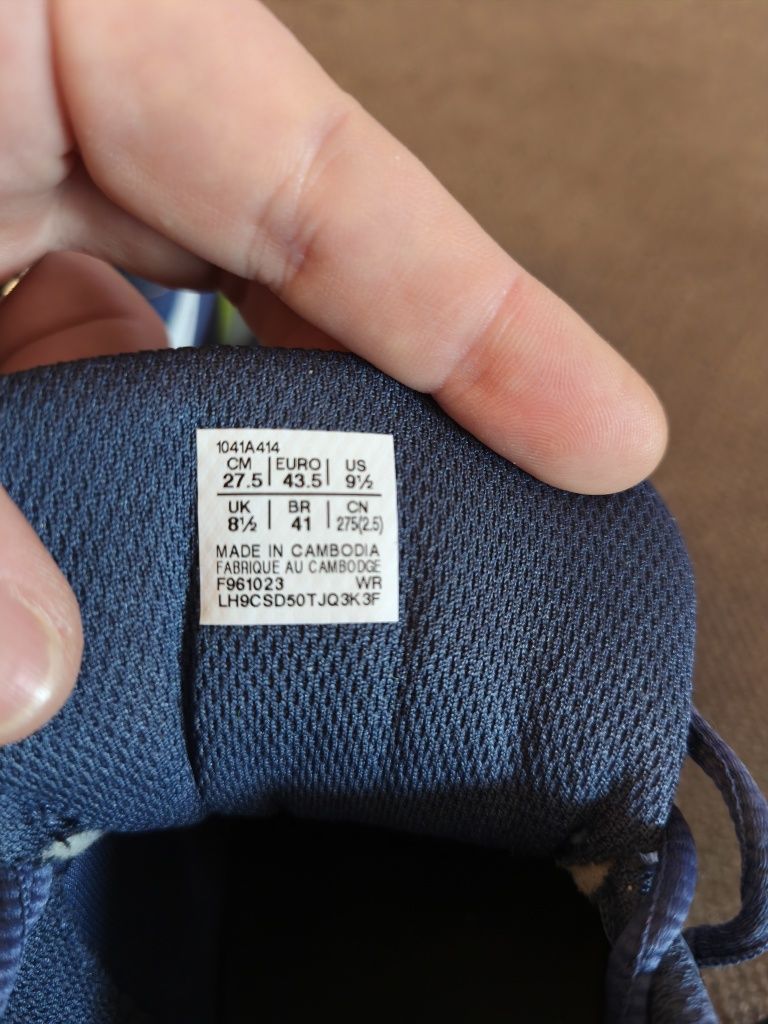 1041A414
CM | EURO | US
27.5 | 43.5 | 9½
UK | BR | CN
8½ | 41 | 275(2.5)
MADE IN CAMBODIA
FABRIQUE AU CAMBODGE
F961023 WR
LH9CSD50TJQ3K3F